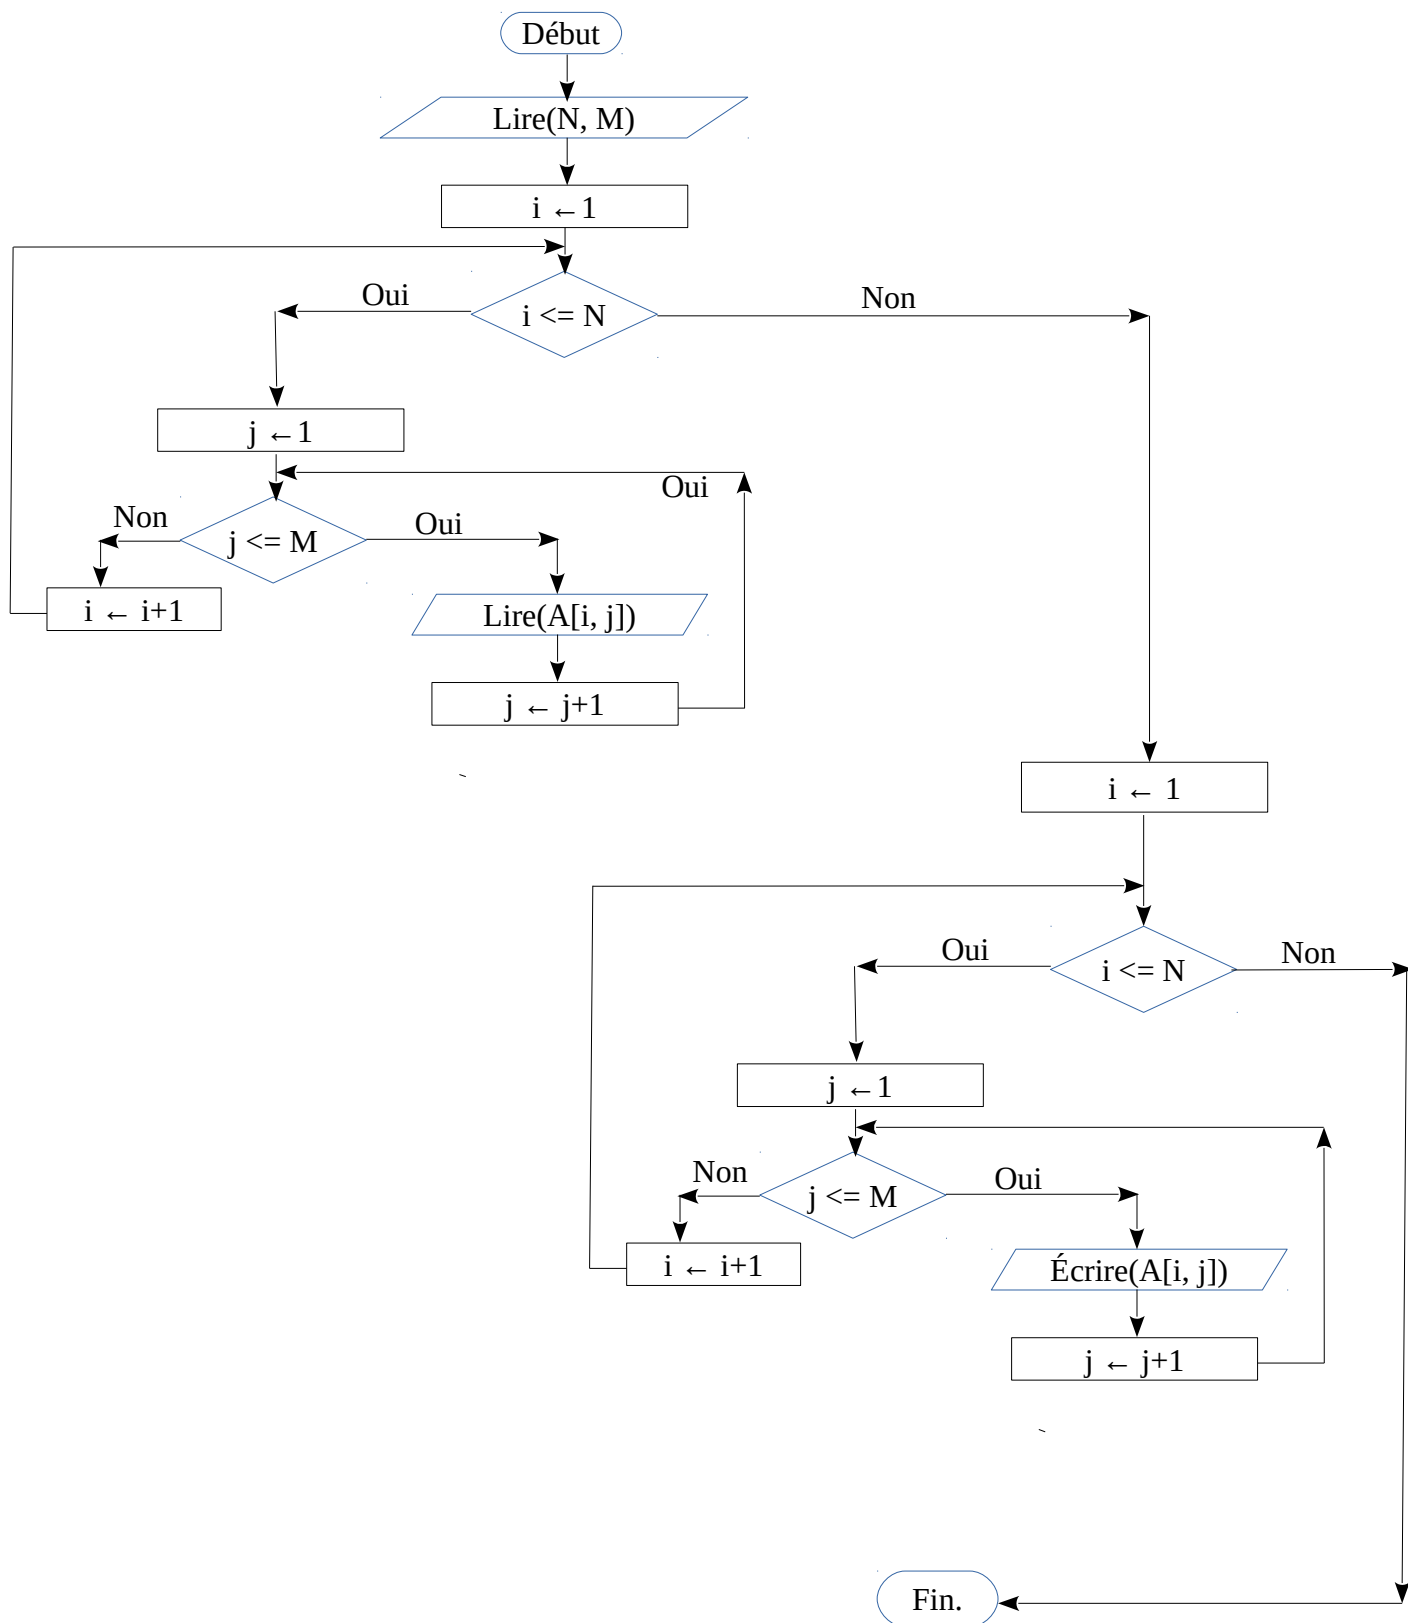 Début
Lire(N, M)
i ←1
Oui
i <= N
Non
j ←1
Oui
Non
j <= M
Oui
i ← i+1
Lire(A[i, j])
j ← j+1
i ← 1
Oui
i <= N
Non
j ←1
Non
j <= M
Oui
i ← i+1
Écrire(A[i, j])
j ← j+1
Fin.